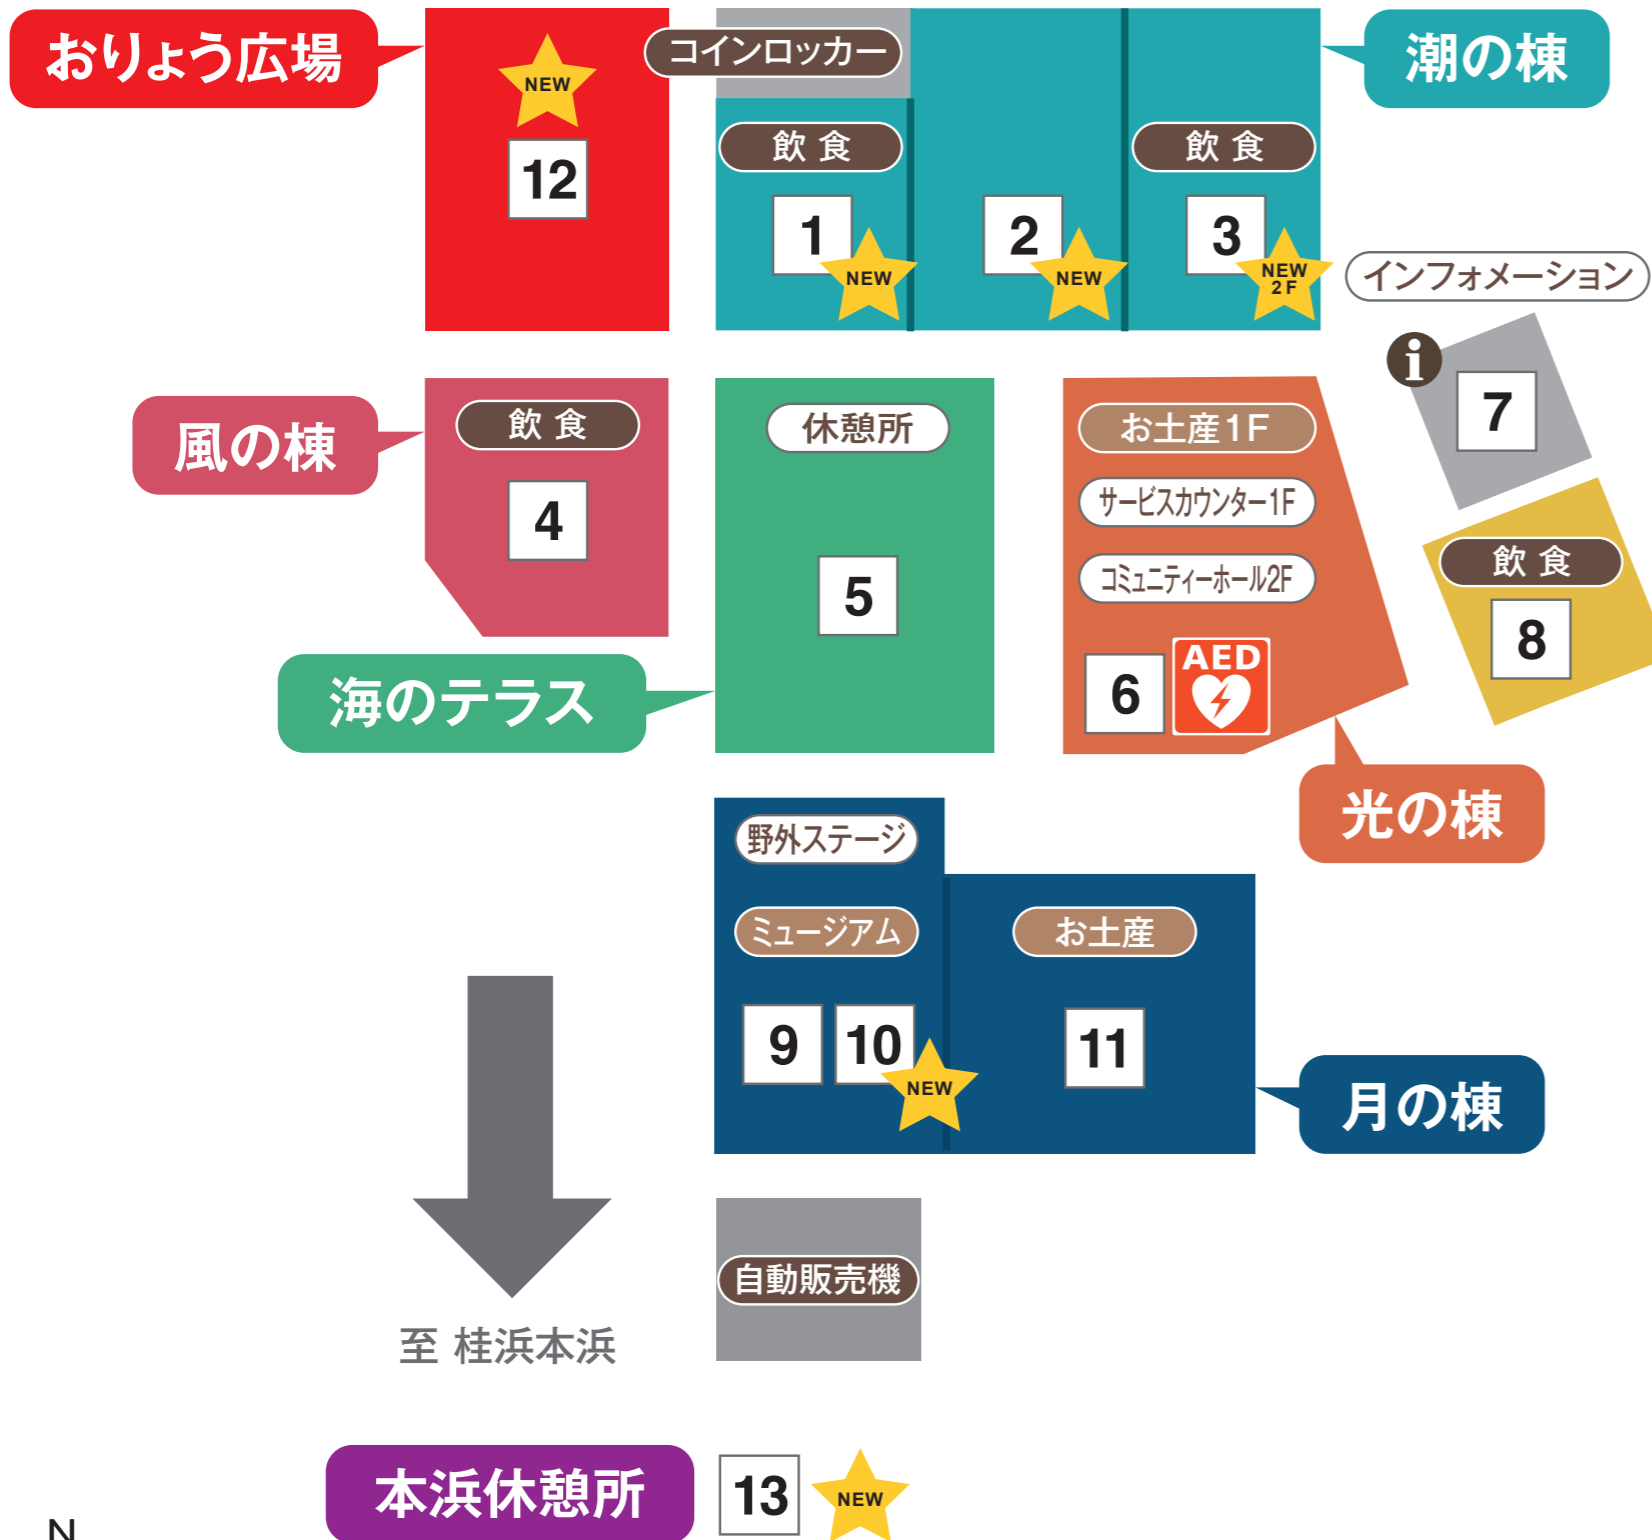 おりょう広場
NEW
12
コインロッカー
潮の棟
飲食
1
NEW
2
NEW
飲食
3
NEW
2F
インフォメーション
i
7
風の棟
飲食
4
休憩所
5
海のテラス
お土産1F
サービスカウンター1F
コミュニティーホール2F
6
AED
飲食
8
光の棟
野外ステージ
ミュージアム
9
10
NEW
お土産
11
月の棟
自動販売機
至 桂浜本浜
本浜休憩所
13
NEW
N